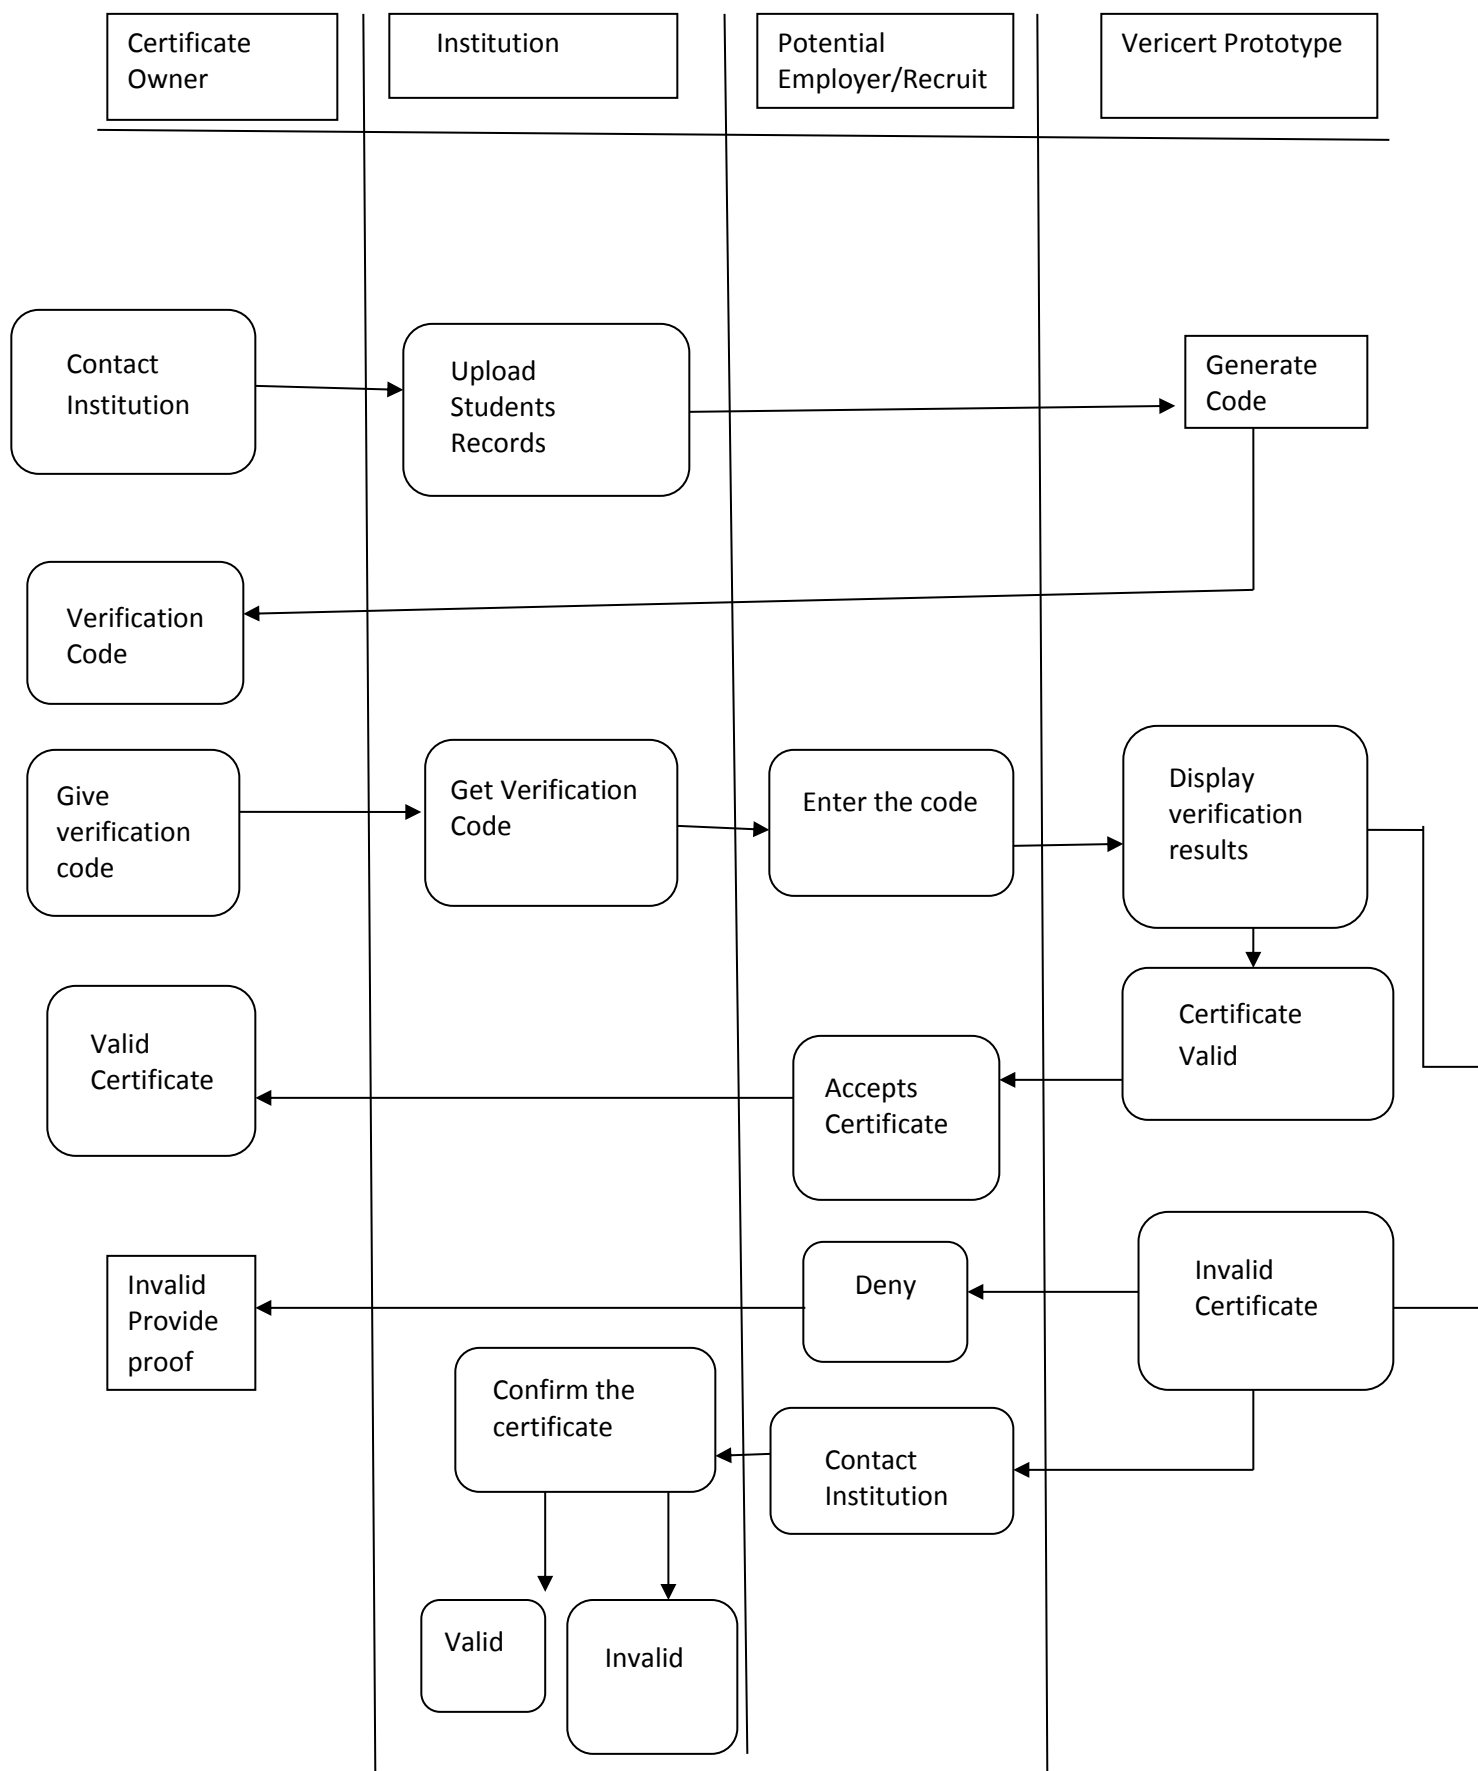 Certificate
Owner
Institution
Potential
Employer/Recruit
Vericert Prototype
Contact
Institution
Upload
Students
Records
Generate
Code
Verification
Code
Give
verification
code
Get Verification
Code
Enter the code
Display
verification
results
Valid
Certificate
Accepts
Certificate
Certificate
Valid
Invalid
Provide
proof
Deny
Invalid
Certificate
Confirm the
certificate
Contact
Institution
Valid
Invalid